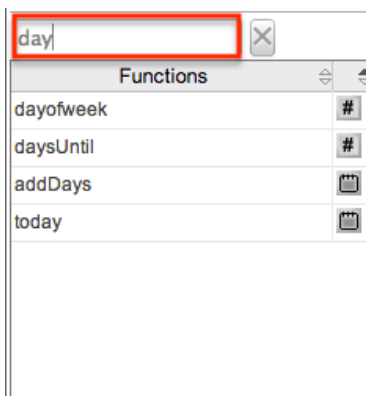 day
Functions
dayofweek #
daysUntil #
addDays
today